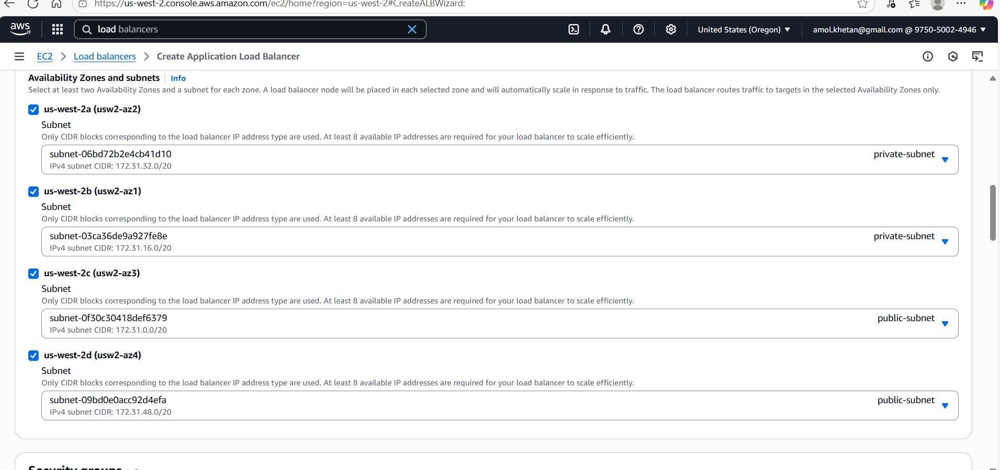 https://us-west-2.console.aws.amazon.com/ec2/home?region=us-west-2#CreateALBWizard:
aws
load balancers
United States (Oregon)
amol.khetan@gmail.com @ 9750-5002-4946
EC2
Load balancers
Create Application Load Balancer
Availability Zones and subnets
Info
Select at least two Availability Zones and a subnet for each zone. A load balancer node will be placed in each selected zone and will automatically scale in response to traffic. The load balancer routes traffic to targets in the selected Availability Zones only.
us-west-2a (usw2-az2)
Subnet
Only CIDR blocks corresponding to the load balancer IP address type are used. At least 8 available IP addresses are required for your load balancer to scale efficiently.
subnet-06bd72b2e4cb41d10
private-subnet
IPv4 subnet CIDR: 172.31.32.0/20
us-west-2b (usw2-az1)
Subnet
Only CIDR blocks corresponding to the load balancer IP address type are used. At least 8 available IP addresses are required for your load balancer to scale efficiently.
subnet-03ca36de9a927fe8e
private-subnet
IPv4 subnet CIDR: 172.31.16.0/20
us-west-2c (usw2-az3)
Subnet
Only CIDR blocks corresponding to the load balancer IP address type are used. At least 8 available IP addresses are required for your load balancer to scale efficiently.
subnet-0f30c30418def6379
public-subnet
IPv4 subnet CIDR: 172.31.0.0/20
us-west-2d (usw2-az4)
Subnet
Only CIDR blocks corresponding to the load balancer IP address type are used. At least 8 available IP addresses are required for your load balancer to scale efficiently.
subnet-09bd0e0acc92d4efa
public-subnet
IPv4 subnet CIDR: 172.31.48.0/20
Security groups